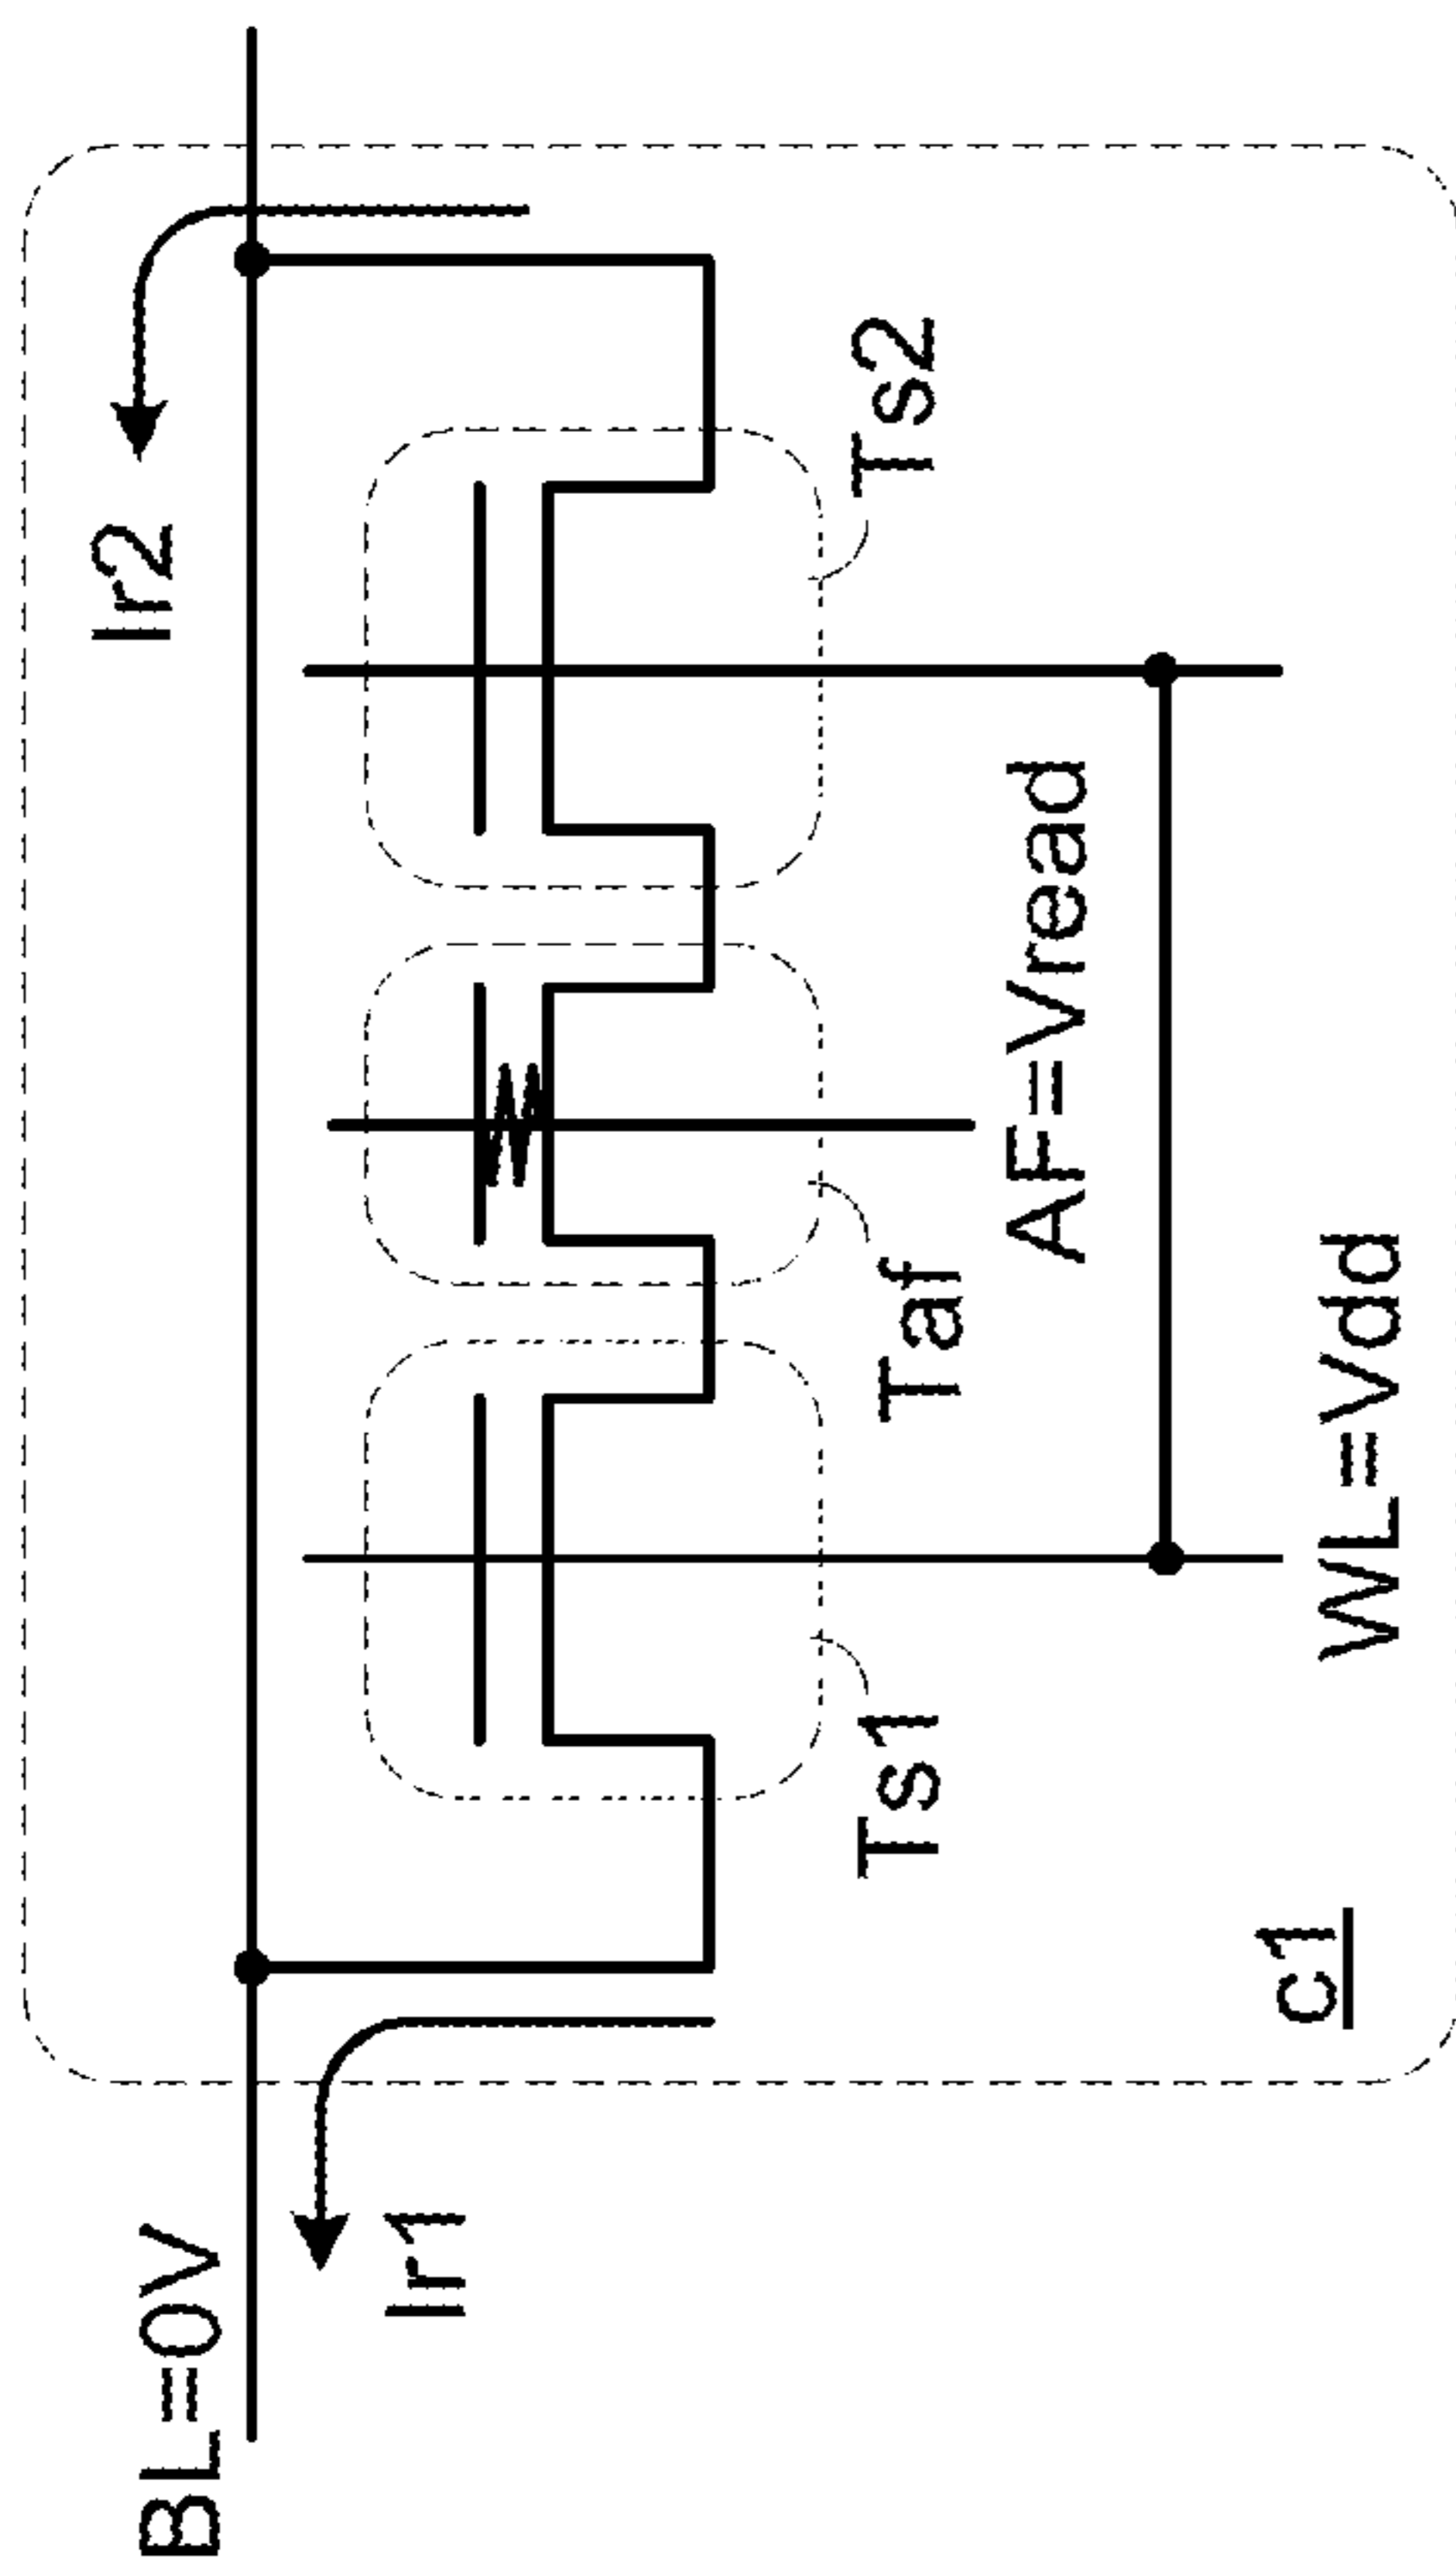 BL=0V
Ir1
Ir2
Ts1
Taf
Ts2
AF=Vread
WL=Vdd
c1